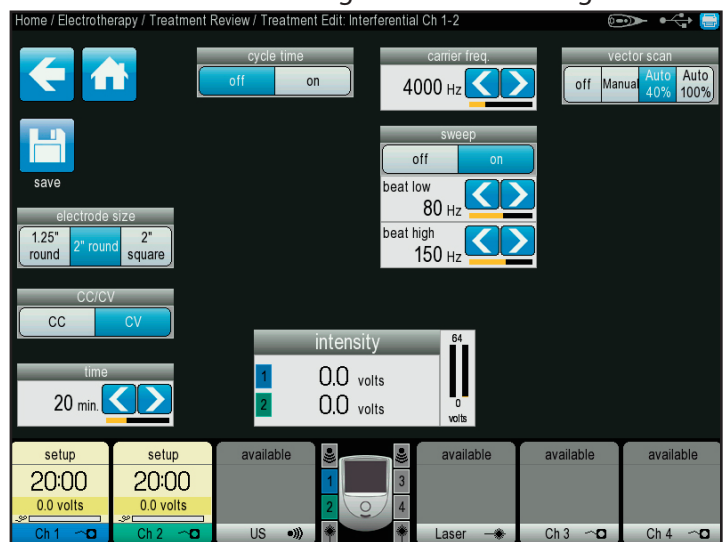 Home / Electrotherapy / Treatment Review / Treatment Edit: Interferential Ch 1-2
cycle time
off on
carrier freq.
4000 Hz
vector scan
off Manual Auto 40% Auto 100%
save
sweep
off on
beat low
80 Hz
beat high
150 Hz
electrode size
1.25" round 2" round 2" square
CC/CV
CC CV
time
20 min.
intensity
1 0.0 volts
2 0.0 volts
64
0
volts
setup
20:00
0.0 volts
Ch 1
setup
20:00
0.0 volts
Ch 2
available
US
1
2
3
4
available
Laser
available
Ch 3
available
Ch 4